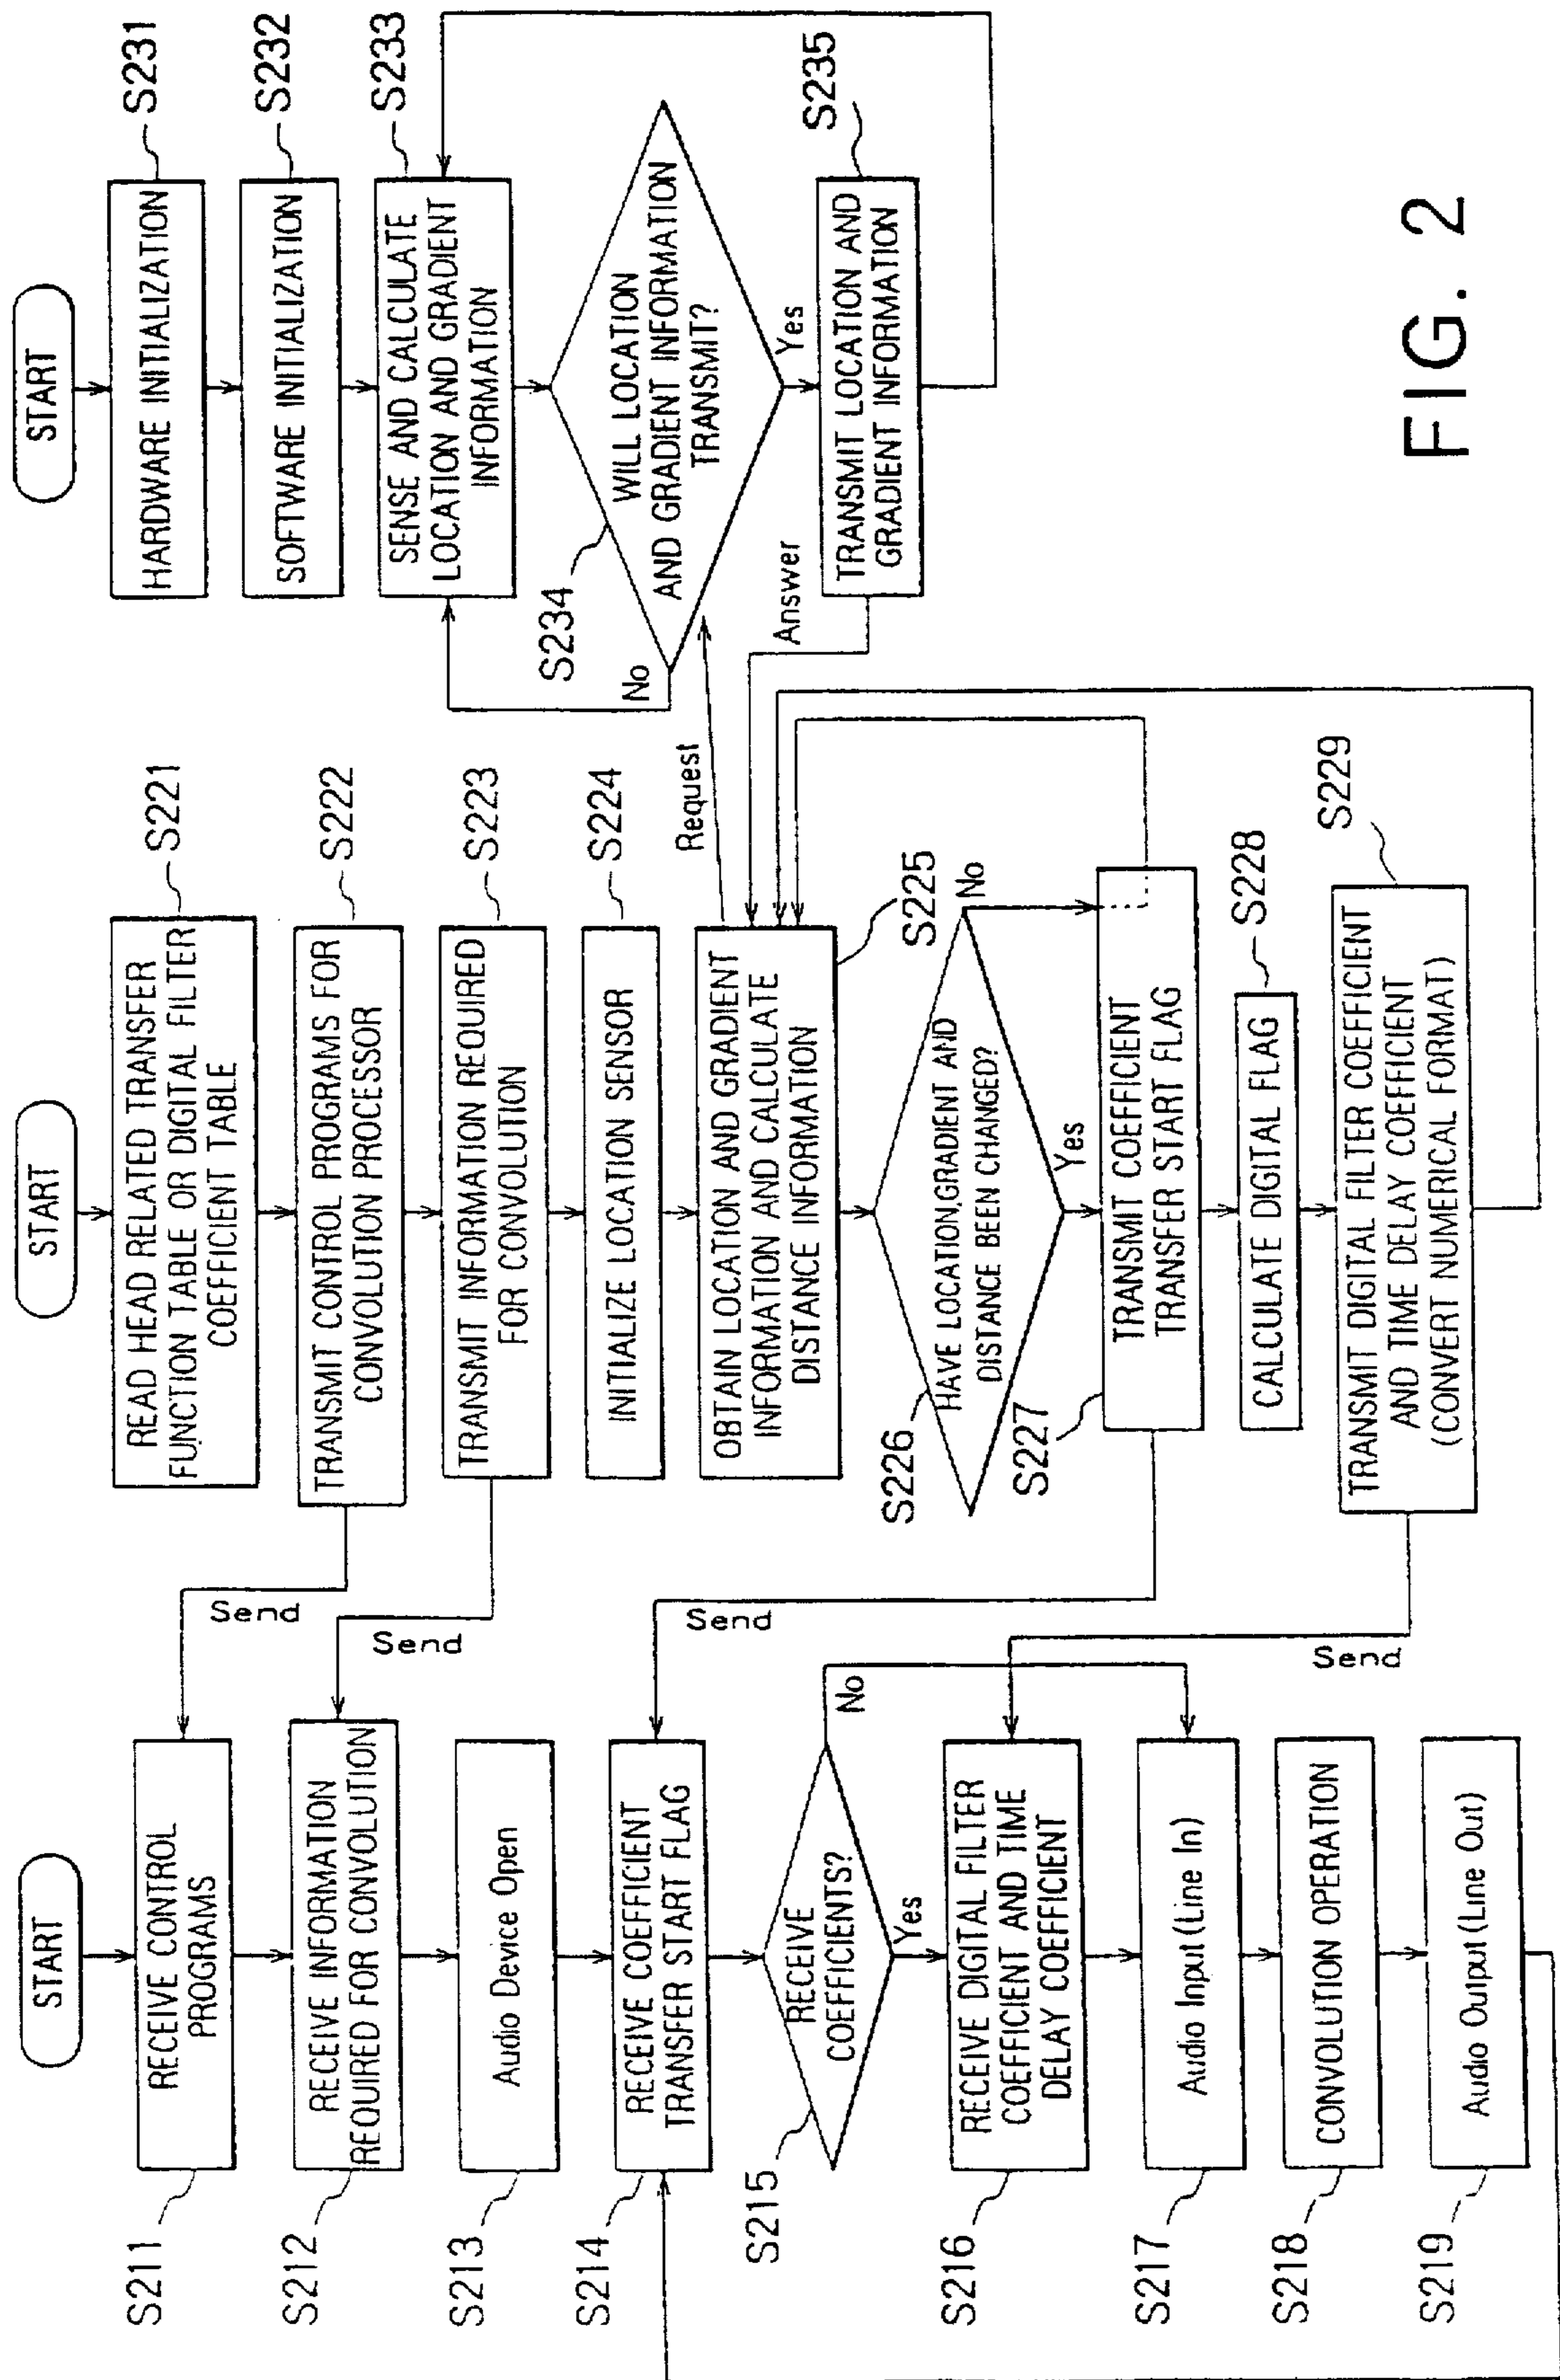 START
RECEIVE CONTROL
PROGRAMS
S211
Send
RECEIVE INFORMATION
REQUIRED FOR CONVOLUTION
S212
Send
Audio Device Open
S213
RECEIVE COEFFICIENT
TRANSFER START FLAG
S214
Send
RECEIVE
COEFFICIENTS?
S215
No
Yes
RECEIVE DIGITAL FILTER
COEFFICIENT AND TIME
DELAY COEFFICIENT
S216
Send
Audio Input(Line In)
S217
CONVOLUTION OPERATION
S218
Audio Output(Line Out)
S219
START
READ HEAD RELATED TRANSFER
FUNCTION TABLE OR DIGITAL FILTER
COEFFICIENT TABLE
S221
TRANSMIT CONTROL PROGRAMS FOR
CONVOLUTION PROCESSOR
S222
TRANSMIT INFORMATION REQUIRED
FOR CONVOLUTION
S223
INITIALIZE LOCATION SENSOR
S224
Request
OBTAIN LOCATION AND GRADIENT
INFORMATION AND CALCULATE
DISTANCE INFORMATION
S225
HAVE LOCATION,GRADIENT AND
DISTANCE BEEN CHANGED?
S226
No
Yes
TRANSMIT COEFFICIENT
TRANSFER START FLAG
S227
CALCULATE DIGITAL FLAG
S228
TRANSMIT DIGITAL FILTER COEFFICIENT
AND TIME DELAY COEFFICIENT
(CONVERT NUMERICAL FORMAT)
S229
START
HARDWARE INITIALIZATION
S231
SOFTWARE INITIALIZATION
S232
SENSE AND CALCULATE
LOCATION AND GRADIENT
INFORMATION
S233
WILL LOCATION
AND GRADIENT INFORMATION
TRANSMIT?
S234
No
Yes
Answer
TRANSMIT LOCATION AND
GRADIENT INFORMATION
S235
FIG. 2